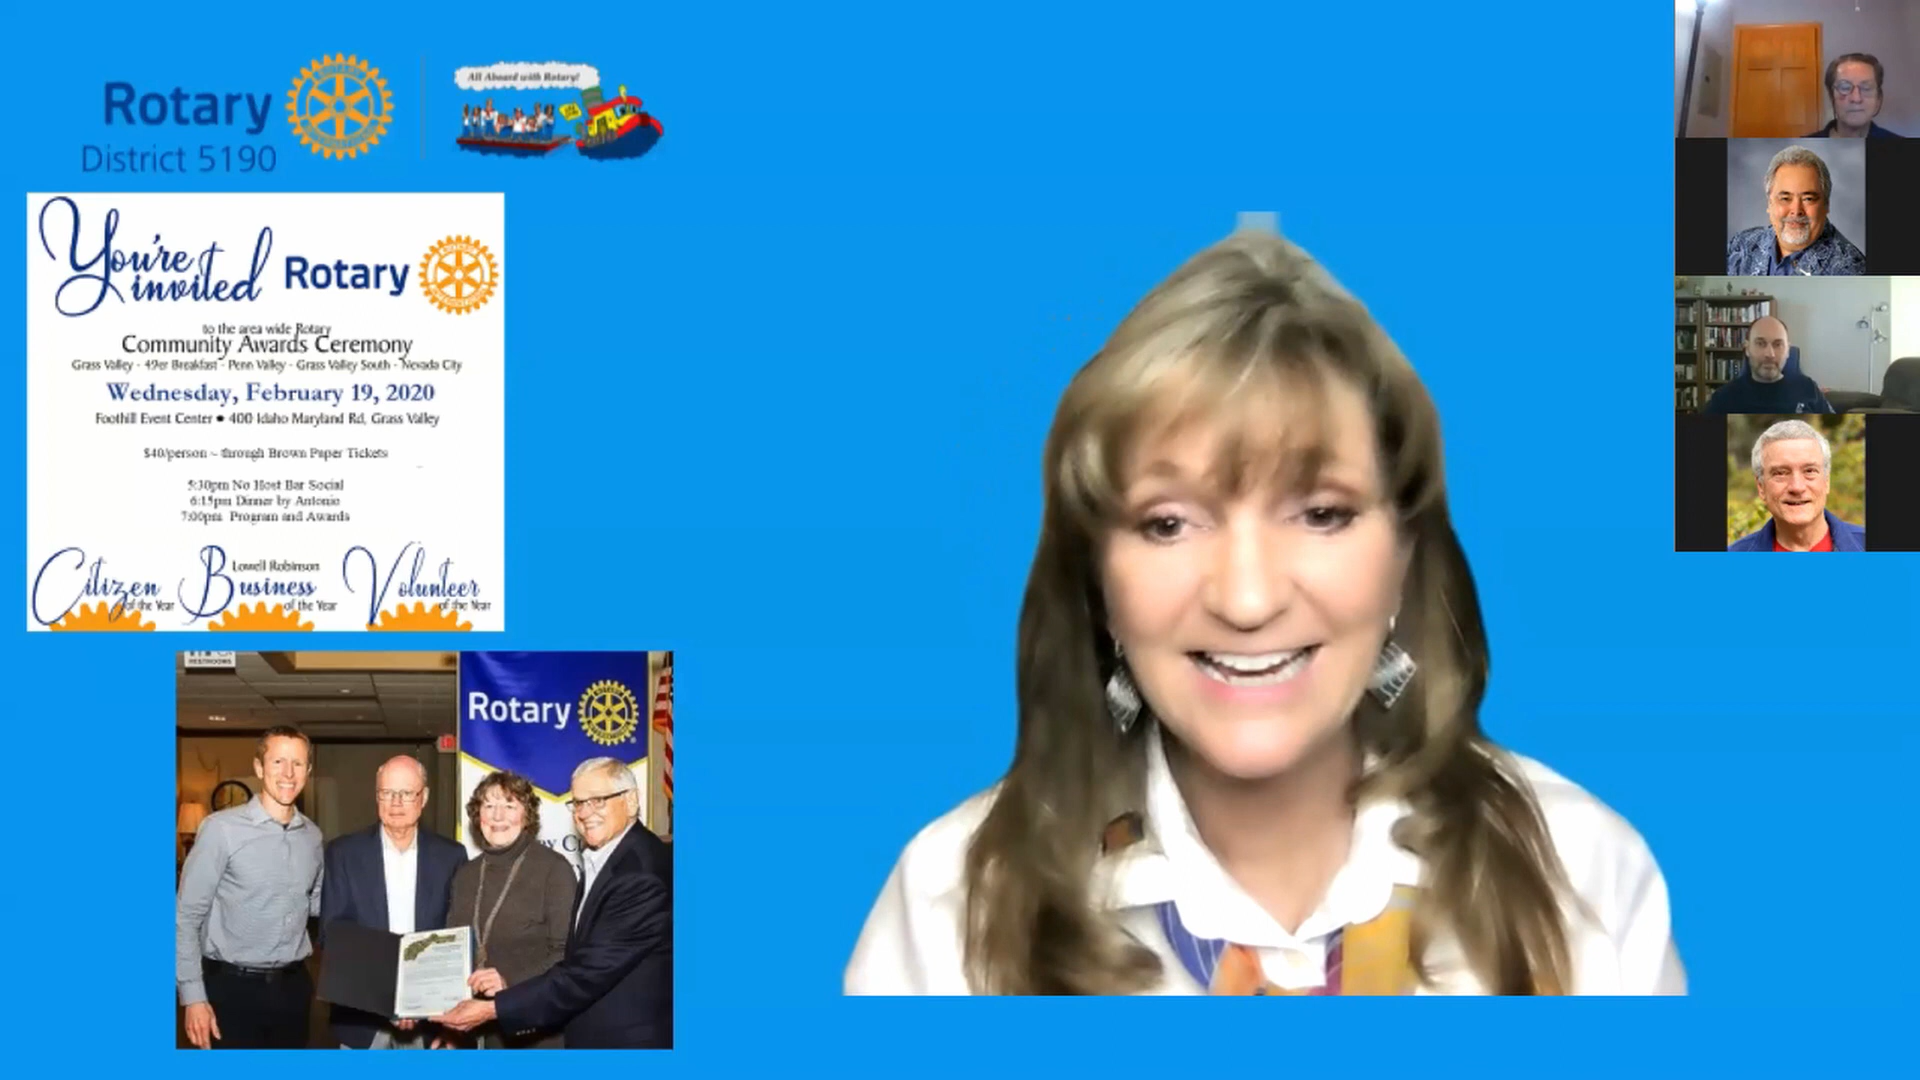 Rotary
District 5190
All Aboard with Rotary!
You're
invited
Rotary
to the area wide Rotary
Community Awards Ceremony
Grass Valley - 49er Breakfast - Penn Valley - Grass Valley South - Nevada City
Wednesday, February 19, 2020
Foothill Event Center • 400 Idaho Maryland Rd, Grass Valley
$40/person ~ through Brown Paper Tickets
5:30pm No Host Bar Social
6:15pm Dinner by Antonio
7:00pm Program and Awards
Citizen
of the Year
Lowell Robinson
Business
of the Year
Volunteer
of the Year
RESTROOMS
Rotary